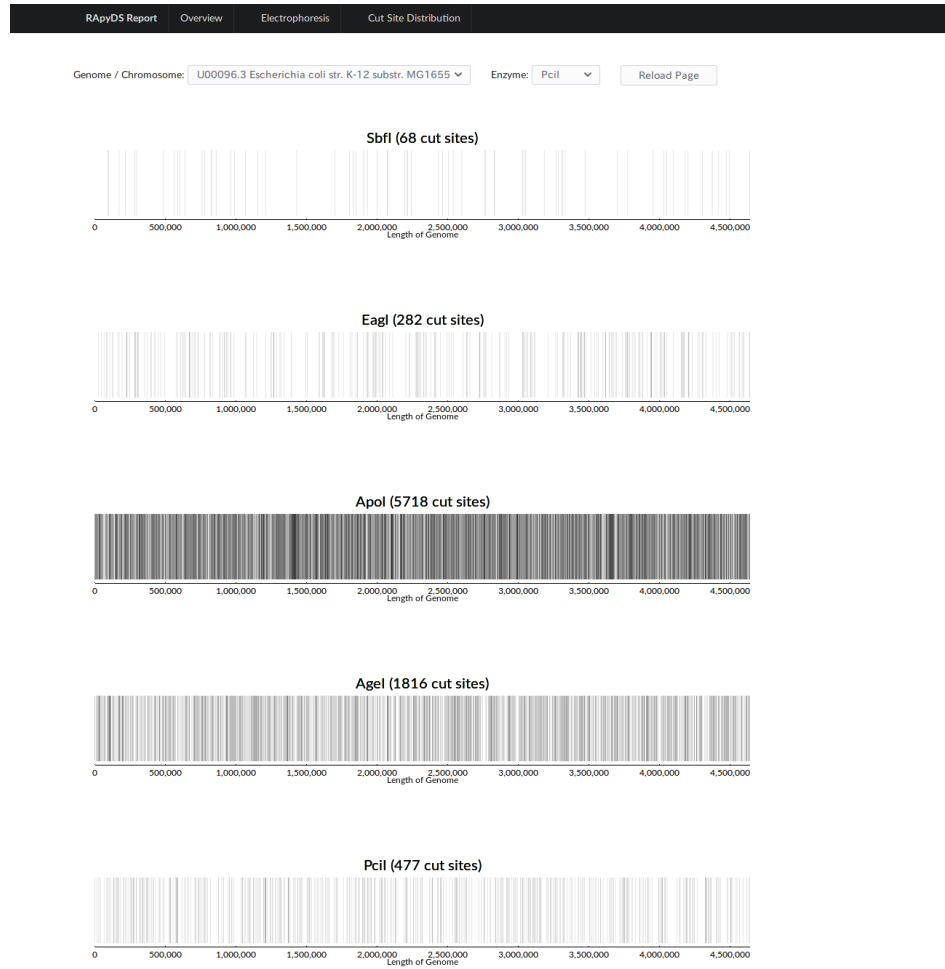 RApyDS Report Overview Electrophoresis Cut Site Distribution
Genome / Chromosome: U00096.3 Escherichia coli str. K-12 substr. MG1655 Enzyme: PciI Reload Page
SbfI (68 cut sites)
0 500,000 1,000,000 1,500,000 2,000,000 2,500,000 3,000,000 3,500,000 4,000,000 4,500,000
Length of Genome
EagI (282 cut sites)
0 500,000 1,000,000 1,500,000 2,000,000 2,500,000 3,000,000 3,500,000 4,000,000 4,500,000
Length of Genome
ApoI (5718 cut sites)
0 500,000 1,000,000 1,500,000 2,000,000 2,500,000 3,000,000 3,500,000 4,000,000 4,500,000
Length of Genome
AgeI (1816 cut sites)
0 500,000 1,000,000 1,500,000 2,000,000 2,500,000 3,000,000 3,500,000 4,000,000 4,500,000
Length of Genome
PciI (477 cut sites)
0 500,000 1,000,000 1,500,000 2,000,000 2,500,000 3,000,000 3,500,000 4,000,000 4,500,000
Length of Genome